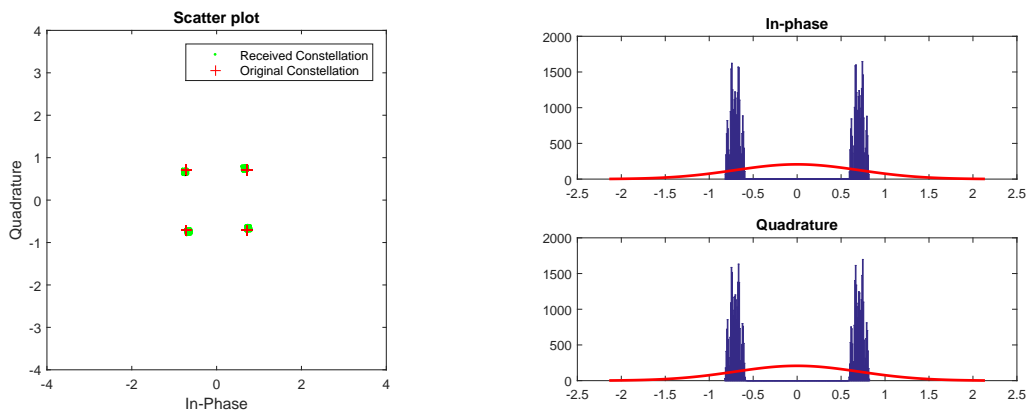 Scatter plot
4
3
2
1
0
-1
-2
-3
-4
Quadrature
-4 -2 0 2 4
In-Phase
Received Constellation
Original Constellation
In-phase
2000
1500
1000
500
0
-2.5 -2 -1.5 -1 -0.5 0 0.5 1 1.5 2 2.5
Quadrature
2000
1500
1000
500
0
-2.5 -2 -1.5 -1 -0.5 0 0.5 1 1.5 2 2.5